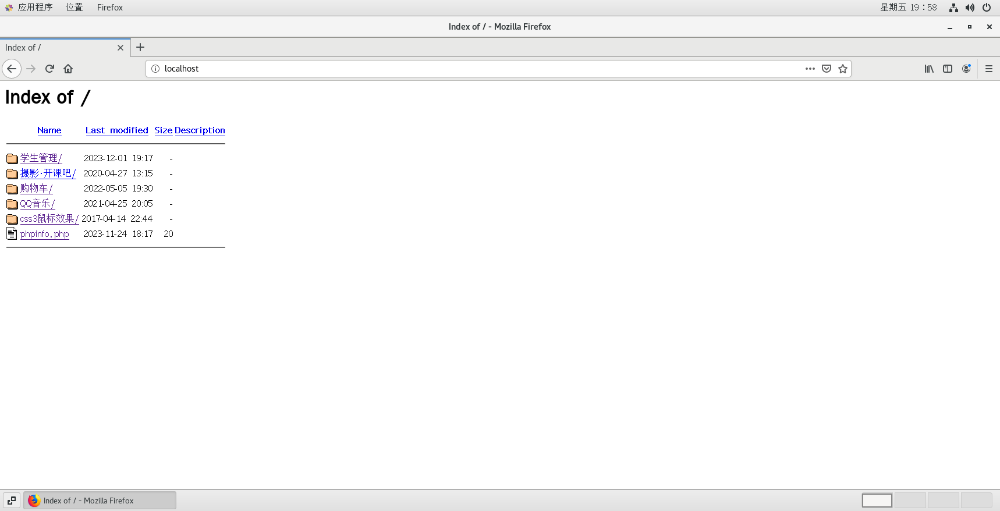 应用程序 位置 Firefox 星期五 19：58
Index of / - Mozilla Firefox
Index of /
localhost
Index of /
Name Last modified Size Description
学生管理/ 2023-12-01 19:17 -
摄影·开课吧/ 2020-04-27 13:15 -
购物车/ 2022-05-05 19:30 -
QQ音乐/ 2021-04-25 20:05 -
css3鼠标效果/ 2017-04-14 22:44 -
phpinfo.php 2023-11-24 18:17 20
Index of / - Mozilla Firefox